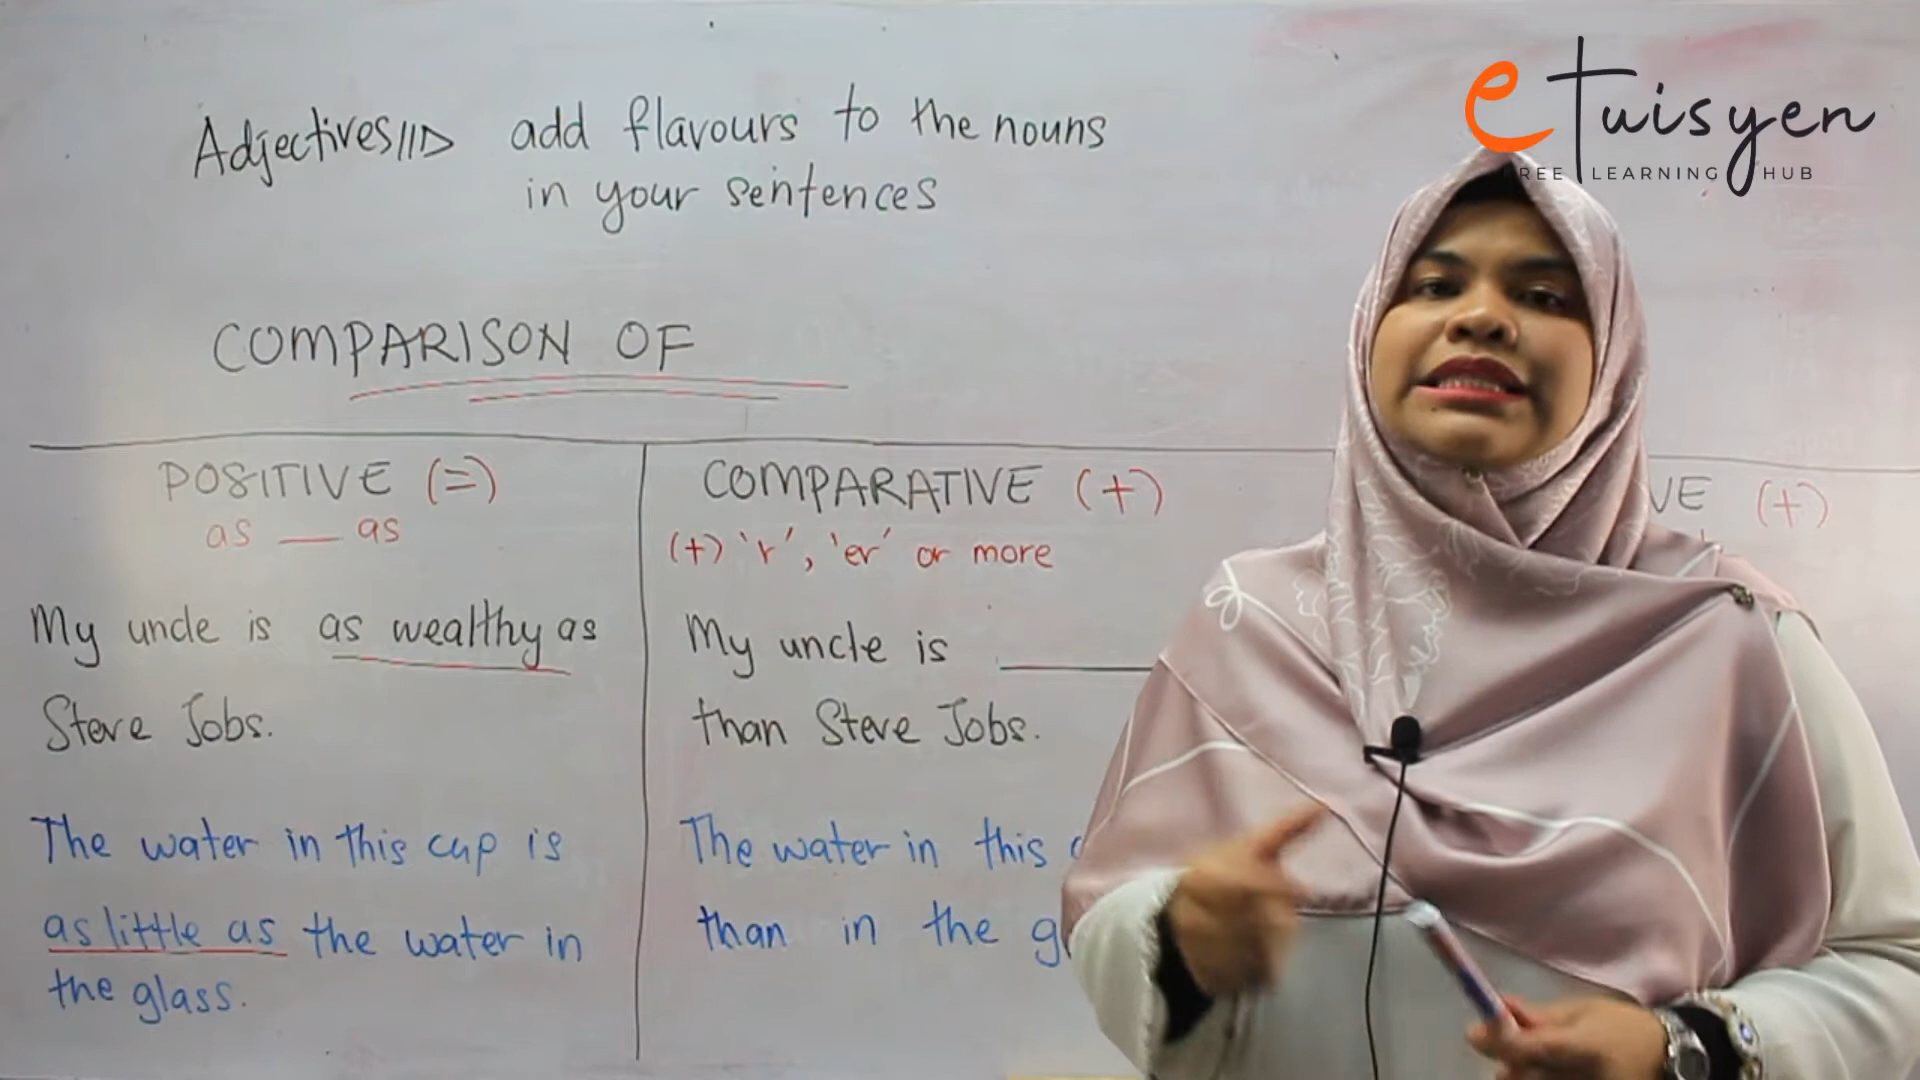 eTuisyen
FREE LEARNING HUB
Adjectives add flavours to the nouns
in your sentences
COMPARISON OF
POSITIVE (=)
as __ as
My uncle is as wealthy as
Steve Jobs.
The water in this cup is
as little as the water in
the glass.
COMPARATIVE (+)
(+) 'r', 'er' or more
My uncle is ______
than Steve Jobs.
The water in this
than in the
(+)